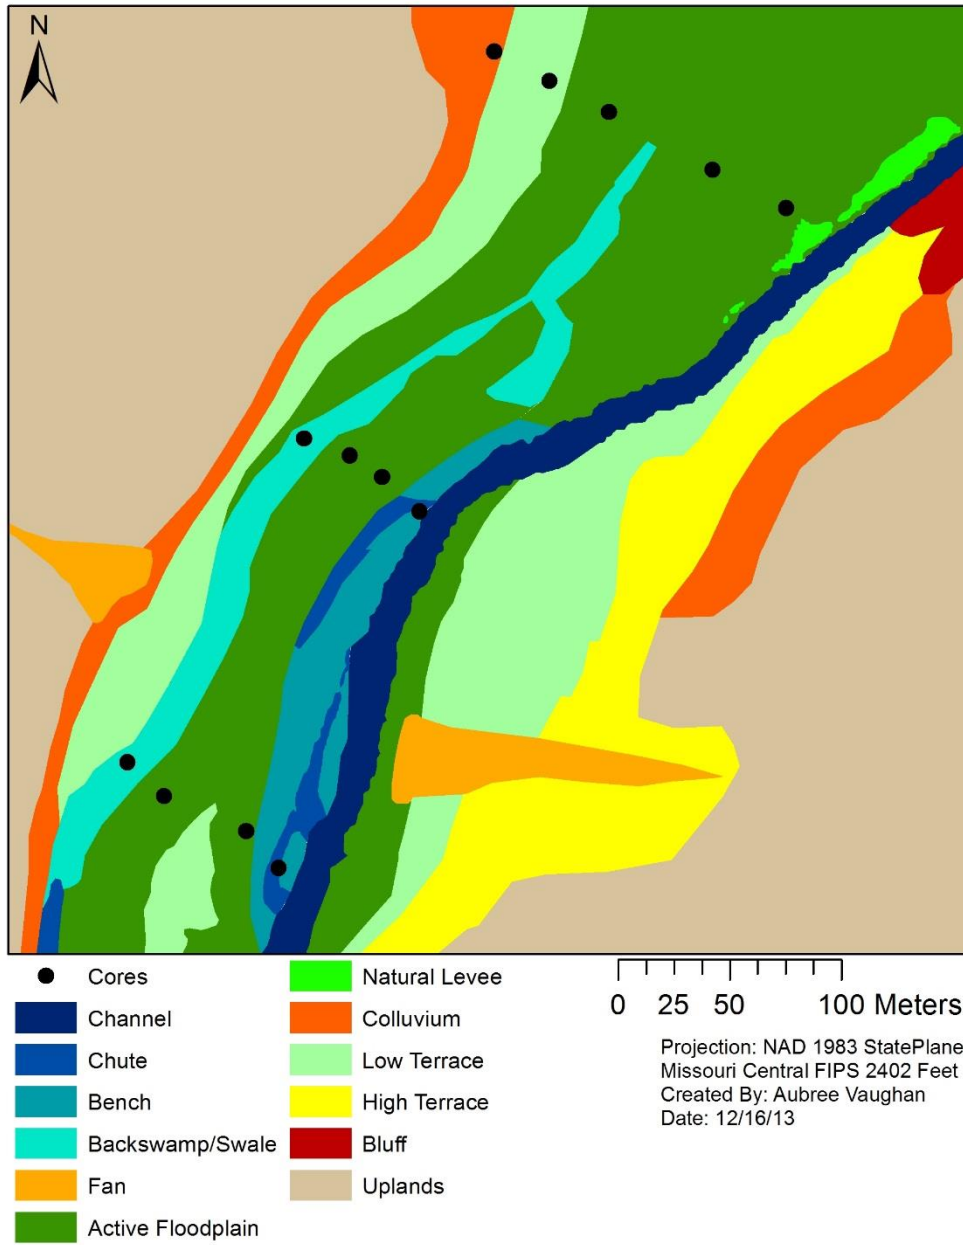 N
Cores
Channel
Chute
Bench
Backswamp/Swale
Fan
Active Floodplain
Natural Levee
Colluvium
Low Terrace
High Terrace
Bluff
Uplands
0 25 50 100 Meters
Projection: NAD 1983 StatePlane
Missouri Central FIPS 2402 Feet
Created By: Aubree Vaughan
Date: 12/16/13